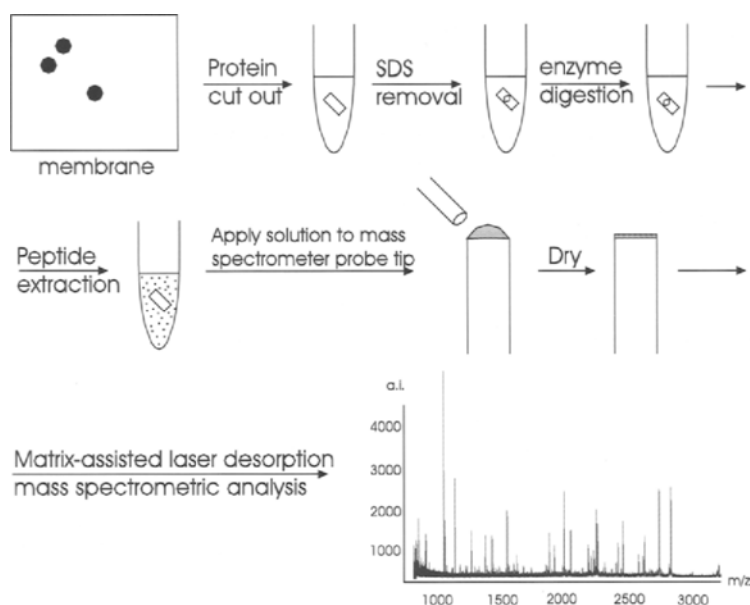 Protein
cut out
SDS
removal
enzyme
digestion
membrane
Peptide
extraction
Apply solution to mass
spectrometer probe tip
Dry
Matrix-assisted laser desorption
mass spectrometric analysis
a.i.
4000
3000
2000
1000
m/z
1000 1500 2000 2500 3000